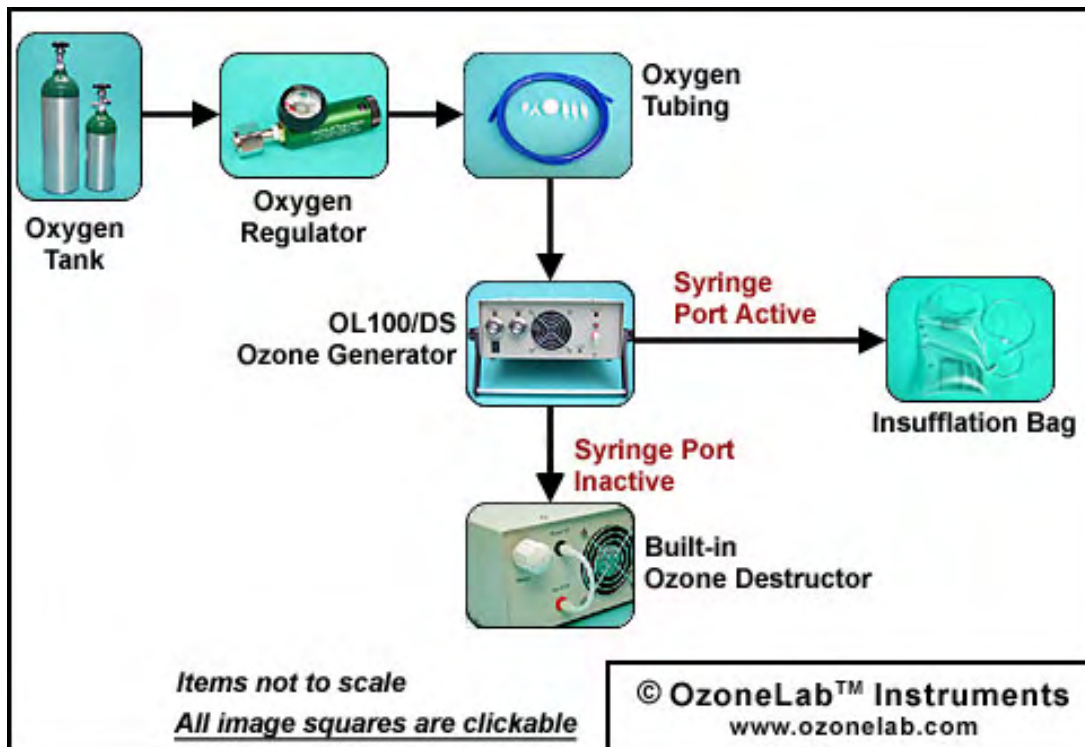 Oxygen
Tubing
Oxygen
Tank
Oxygen
Regulator
OL100/DS
Ozone Generator
Syringe
Port Active
Insufflation Bag
Syringe Port
Inactive
Built-in
Ozone Destructor
Items not to scale
All image squares are clickable
© OzoneLab™ Instruments
www.ozonelab.com